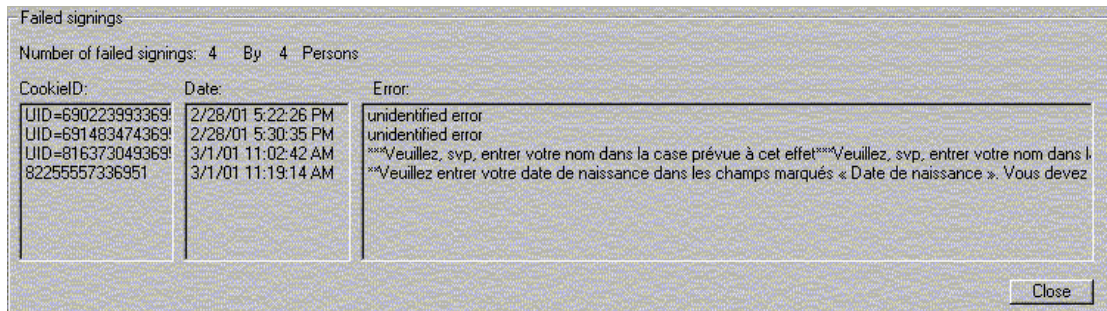 Failed signings
Number of failed signings: 4 By 4 Persons
CookieID: Date: Error:
UID=690223993369 2/28/01 5:22:26 PM unidentified error
UID=691483474369 2/28/01 5:30:35 PM unidentified error
UID=816373049369 3/1/01 11:02:42 AM ***Veuillez, svp, entrer votre nom dans la case prévue à cet effet***Veuillez, svp, entrer votre nom dans
82255557336951 3/1/01 11:19:14 AM **Veuillez entrer votre date de naissance dans les champs marqués « Date de naissance ». Vous devez
Close